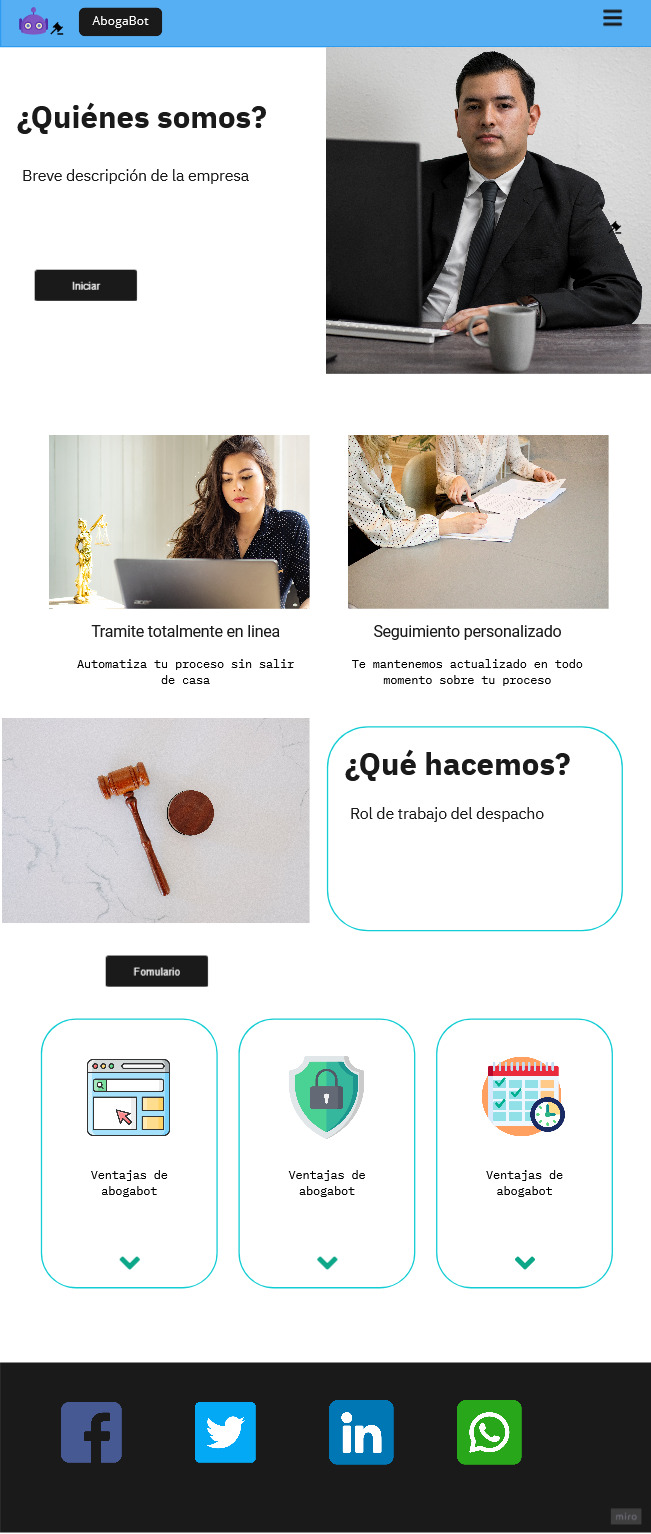 AbogaBot
¿Quiénes somos?
Breve descripción de la empresa
Iniciar
acer
Tramite totalmente en linea
Seguimiento personalizado
Automatiza tu proceso sin salir
de casa
Te mantenemos actualizado en todo
momento sobre tu proceso
¿Qué hacemos?
Rol de trabajo del despacho
Fomulario
Ventajas de
abogabot
Ventajas de
abogabot
Ventajas de
abogabot
miro